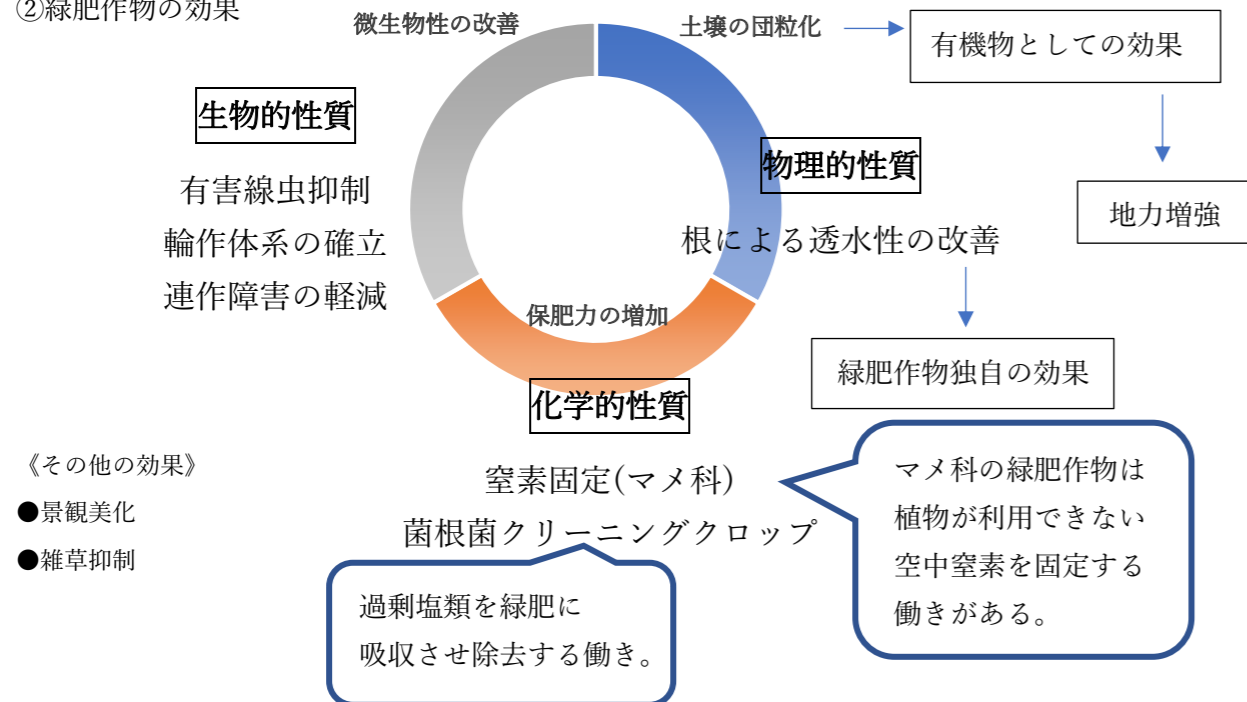 ②緑肥作物の効果
微生物性の改善
土壌の団粒化
有機物としての効果
生物的性質
物理的性質
有害線虫抑制
輪作体系の確立
連作障害の軽減
地力増強
根による透水性の改善
保肥力の増加
緑肥作物独自の効果
化学的性質
《その他の効果》
●景観美化
●雑草抑制
窒素固定(マメ科)
菌根菌クリーニングクロップ
マメ科の緑肥作物は
植物が利用できない
空中窒素を固定する
働きがある。
過剰塩類を緑肥に
吸収させ除去する働き。